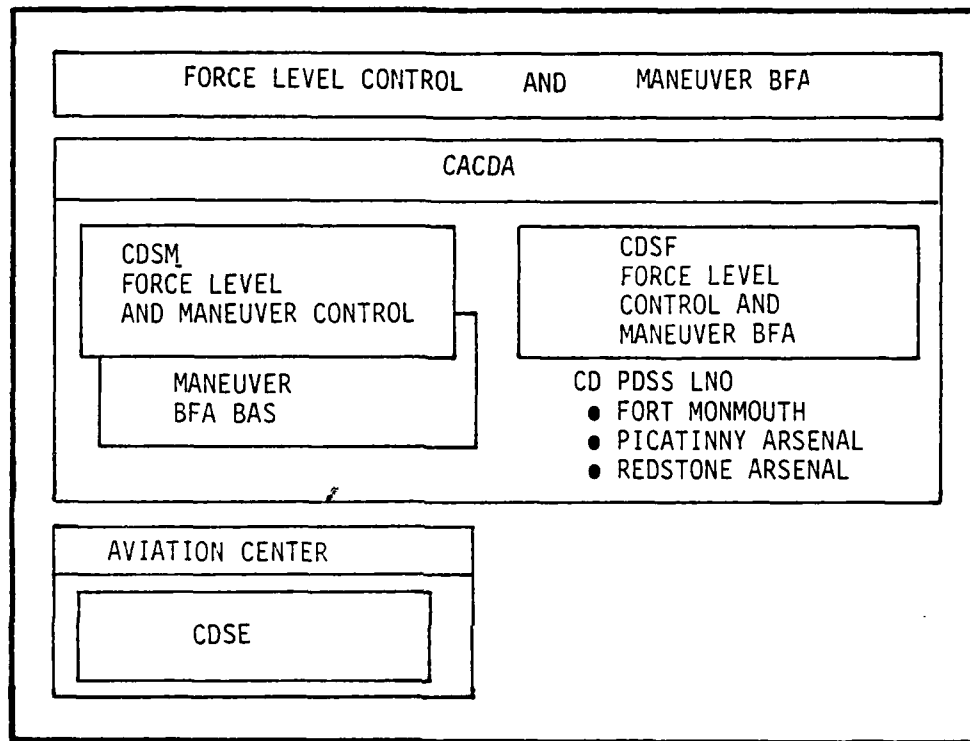 FORCE LEVEL CONTROL AND MANEUVER BFA
CACDA
CDSM
FORCE LEVEL
AND MANEUVER CONTROL
MANEUVER
BFA BAS
CDSF
FORCE LEVEL
CONTROL AND
MANEUVER BFA
CD PDSS LNO
● FORT MONMOUTH
● PICATINNY ARSENAL
● REDSTONE ARSENAL
AVIATION CENTER
CDSE